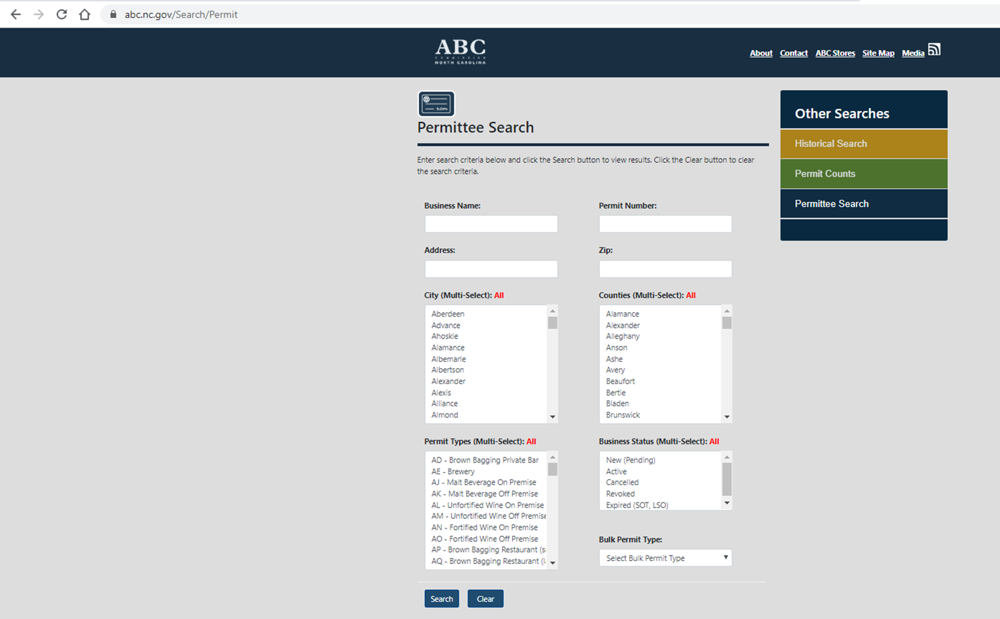 abc.nc.gov/Search/Permit
ABC
COMMISSION
NORTH CAROLINA
About Contact ABC Stores Site Map Media
Permittee Search
Enter search criteria below and click the Search button to view results. Click the Clear button to clear
the search criteria.
Business Name:
Permit Number:
Address:
Zip:
City (Multi-Select): All
Aberdeen
Advance
Ahoskie
Alamance
Albemarle
Albertson
Alexander
Alexis
Alliance
Almond
Counties (Multi-Select): All
Alamance
Alexander
Alleghany
Anson
Ashe
Avery
Beaufort
Bertie
Bladen
Brunswick
Permit Types (Multi-Select): All
AD - Brown Bagging Private Bar
AE - Brewery
AJ - Malt Beverage On Premise
AK - Malt Beverage Off Premise
AL - Unfortified Wine On Premise
AM - Unfortified Wine Off Premise
AN - Fortified Wine On Premise
AO - Fortified Wine Off Premise
AP - Brown Bagging Restaurant (s
AQ - Brown Bagging Restaurant (l
Business Status (Multi-Select): All
New (Pending)
Active
Cancelled
Revoked
Expired (SOT, LSO)
Bulk Permit Type:
Select Bulk Permit Type
Search Clear
Other Searches
Historical Search
Permit Counts
Permittee Search